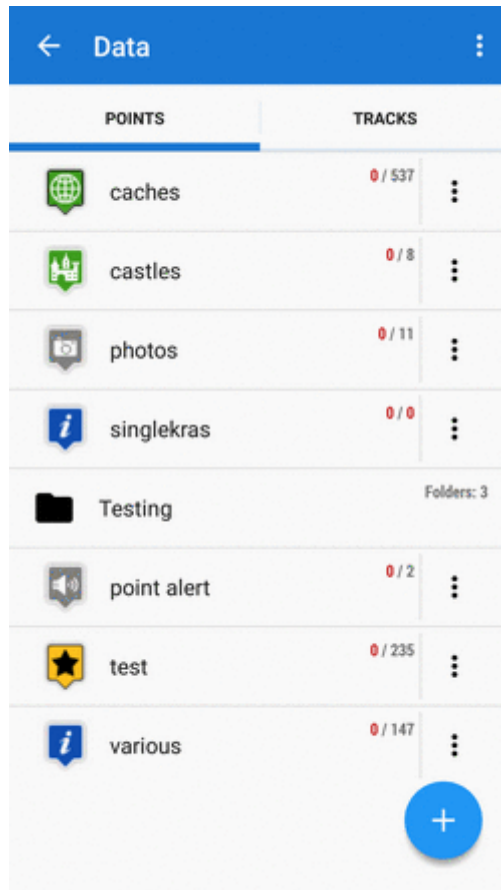 Data
POINTS
TRACKS
caches
0 / 537
castles
0 / 8
photos
0 / 11
singlekras
0 / 0
Testing
Folders: 3
point alert
0 / 2
test
0 / 235
various
0 / 147